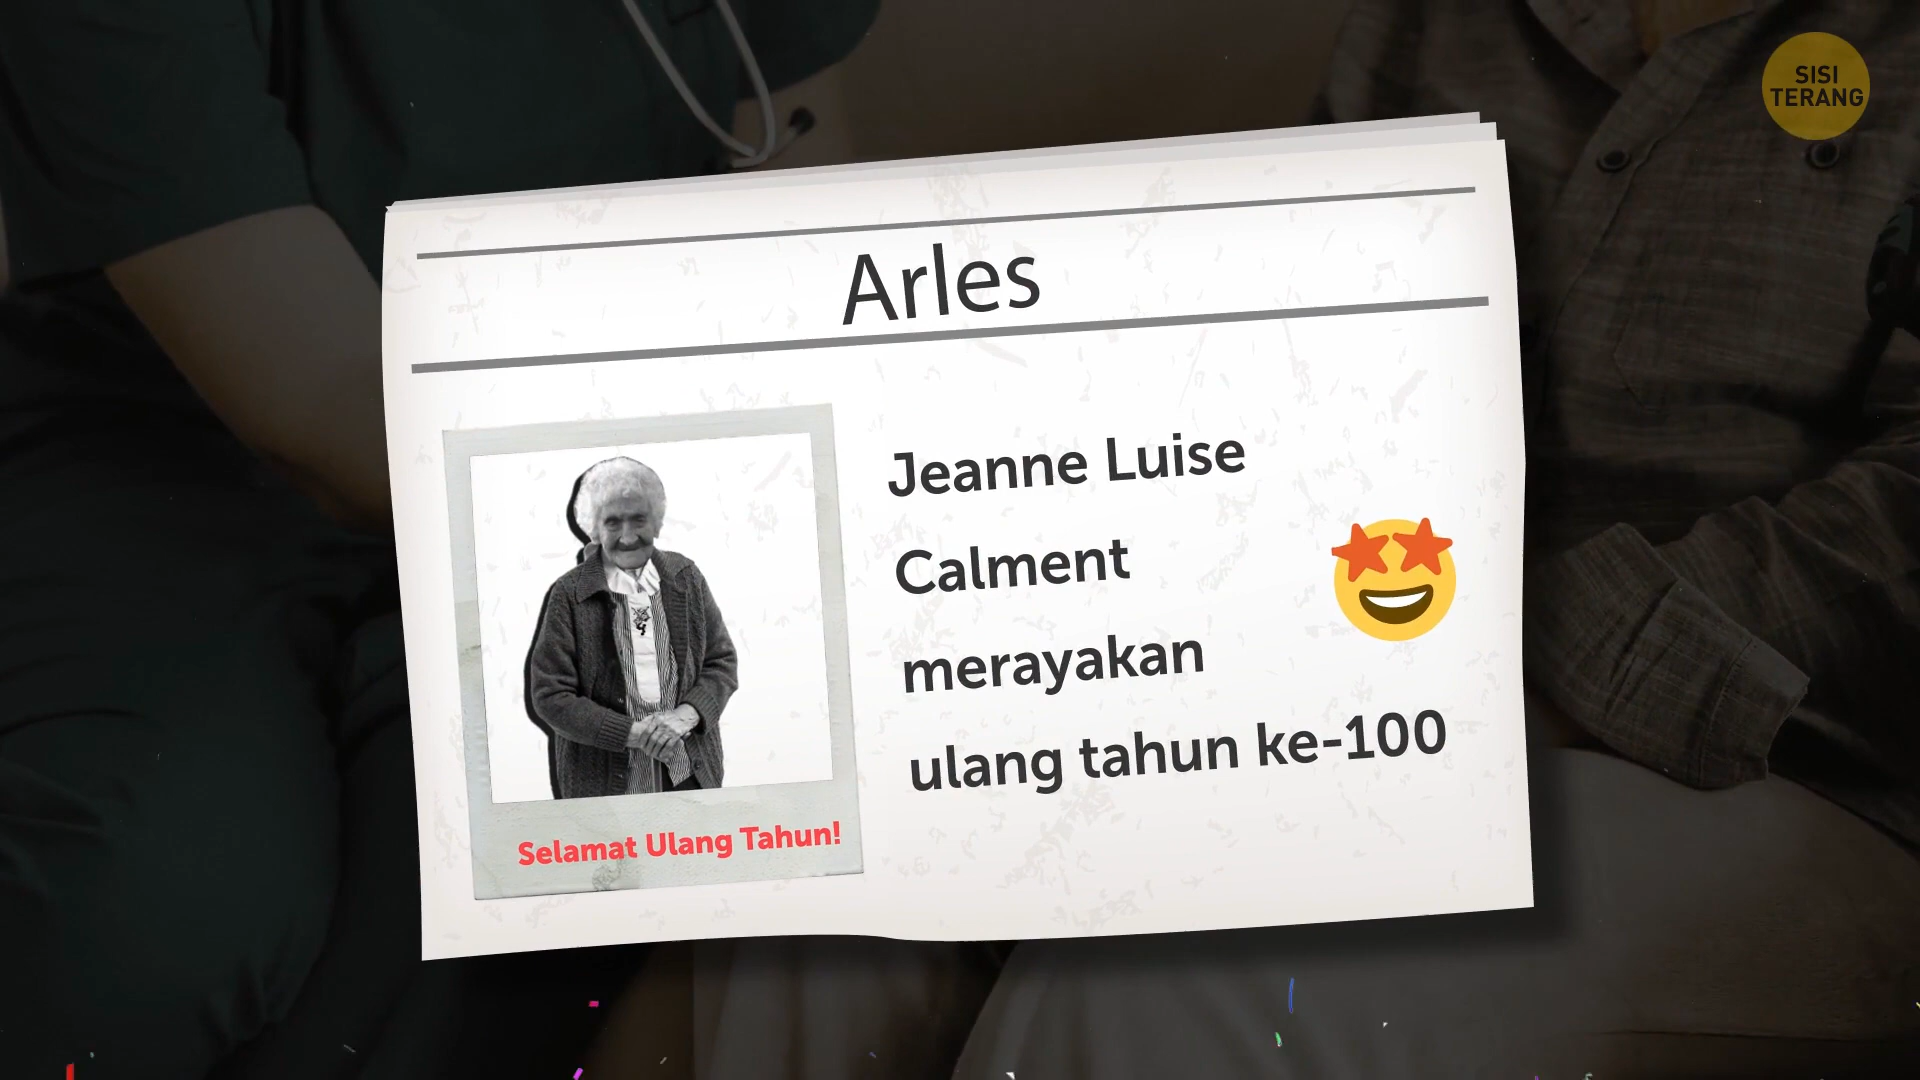 SISI
TERANG
Arles
Jeanne Luise
Calment
merayakan
ulang tahun ke-100
Selamat Ulang Tahun!